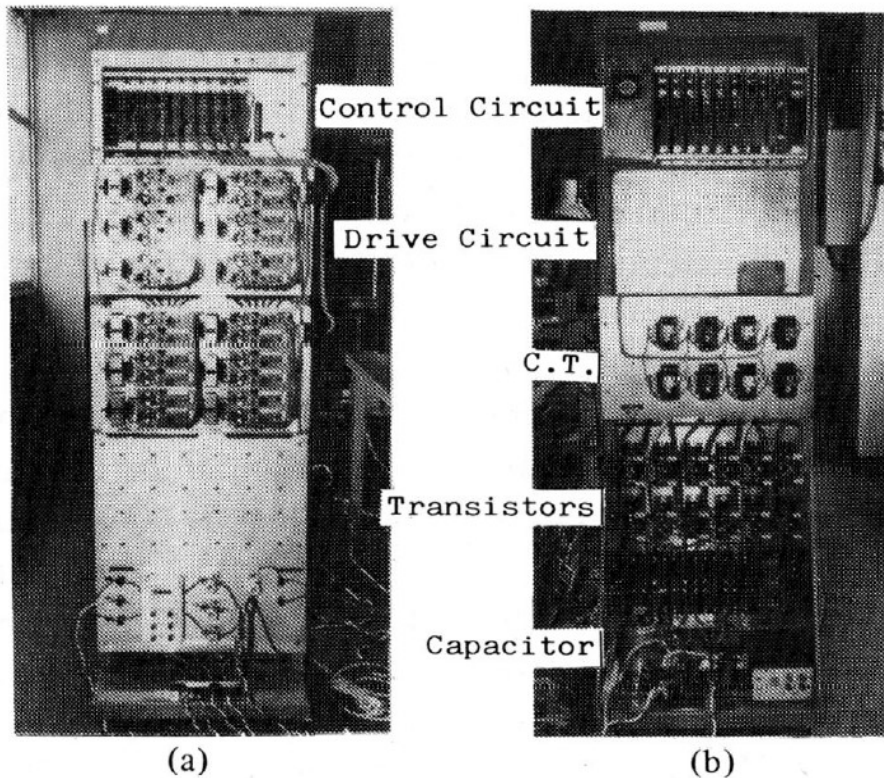 Control Circuit
Drive Circuit
C.T.
Transistors
Capacitor
(a)
(b)